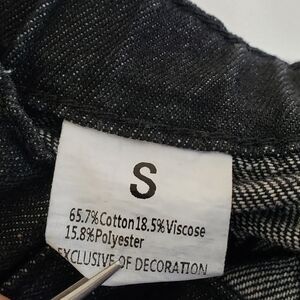 S
65.7%Cotton18.5%Viscose
15.8%Polyester
EXCLUSIVE OF DECORATION